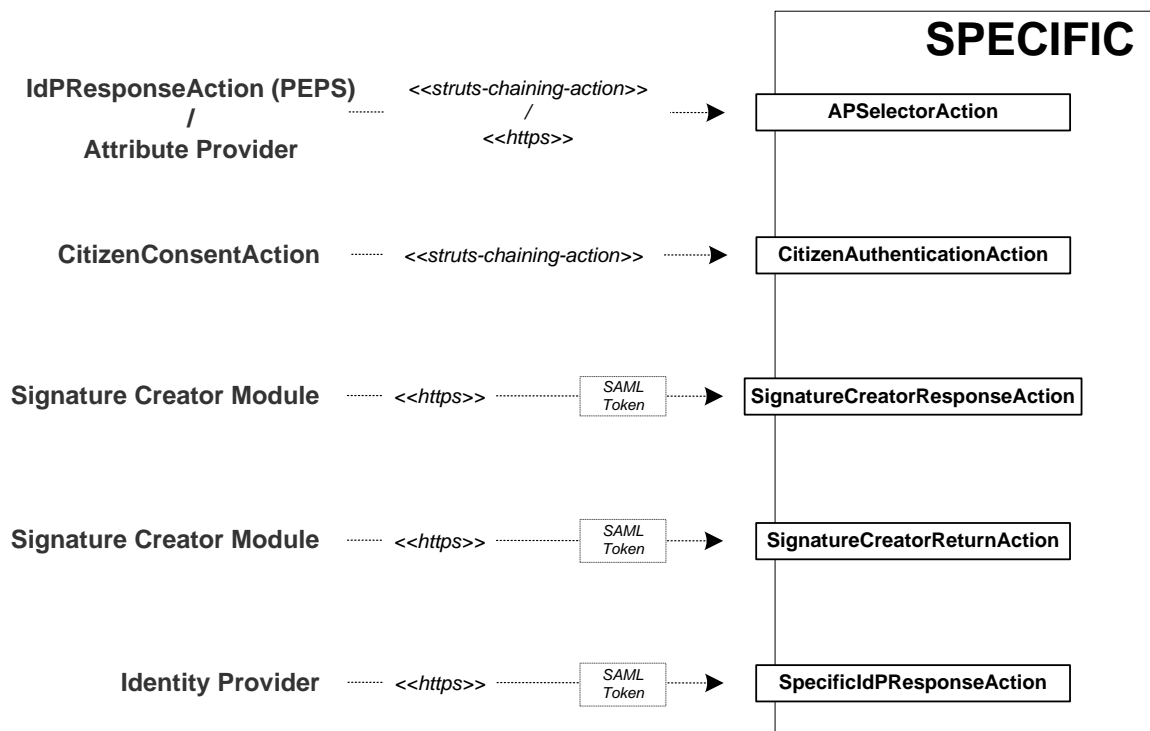 SPECIFIC
IdPResponseAction (PEPS)
/
Attribute Provider
<<struts-chaining-action>>
/
<<https>>
APSelectorAction
CitizenConsentAction
<<struts-chaining-action>>
CitizenAuthenticationAction
Signature Creator Module
<<https>>
SAML
Token
SignatureCreatorResponseAction
Signature Creator Module
<<https>>
SAML
Token
SignatureCreatorReturnAction
Identity Provider
<<https>>
SAML
Token
SpecificIdPResponseAction